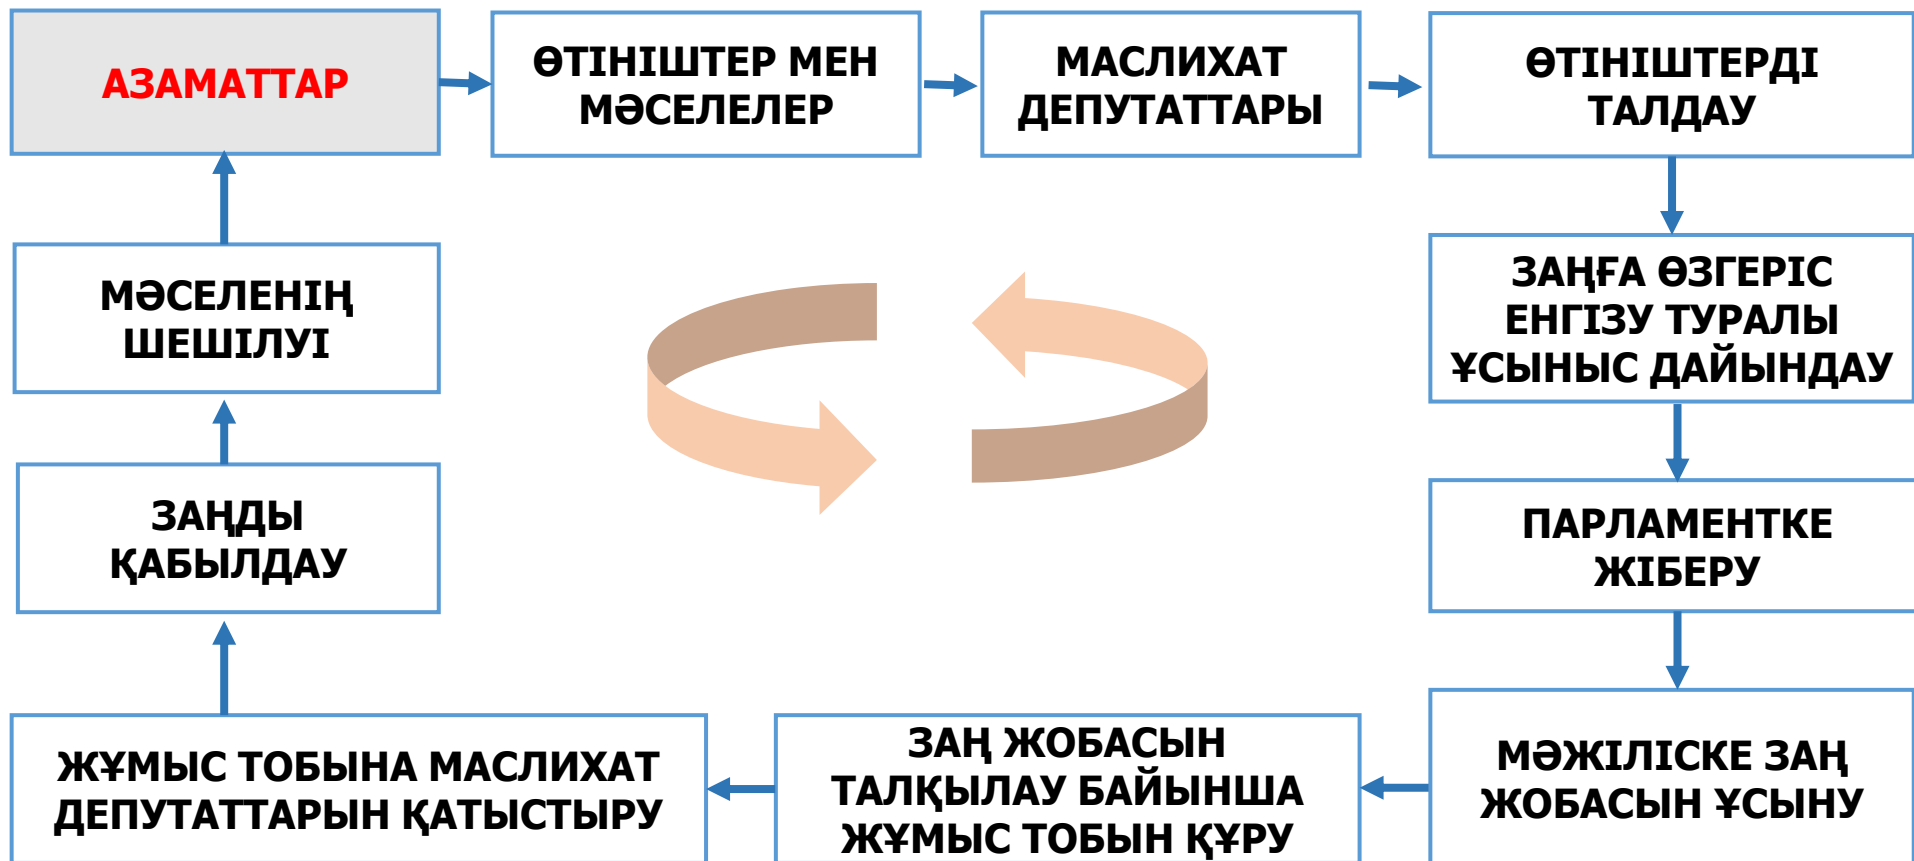 АЗАМАТТАР
ӨТІНІШТЕР МЕН
МӘСЕЛЕЛЕР
МАСЛИХАТ
ДЕПУТАТТАРЫ
ӨТІНІШТЕРДІ
ТАЛДАУ
ЗАҢҒА ӨЗГЕРІС
ЕНГІЗУ ТУРАЛЫ
ҰСЫНЫС ДАЙЫНДАУ
ПАРЛАМЕНТКЕ
ЖІБЕРУ
МӘЖІЛІСКЕ ЗАҢ
ЖОБАСЫН ҰСЫНУ
ЗАҢ ЖОБАСЫН
ТАЛҚЫЛАУ БАЙЫНША
ЖҰМЫС ТОБЫН ҚҰРУ
ЖҰМЫС ТОБЫНА МАСЛИХАТ
ДЕПУТАТТАРЫН ҚАТЫСТЫРУ
ЗАҢДЫ
ҚАБЫЛДАУ
МӘСЕЛЕНІҢ
ШЕШІЛУІ